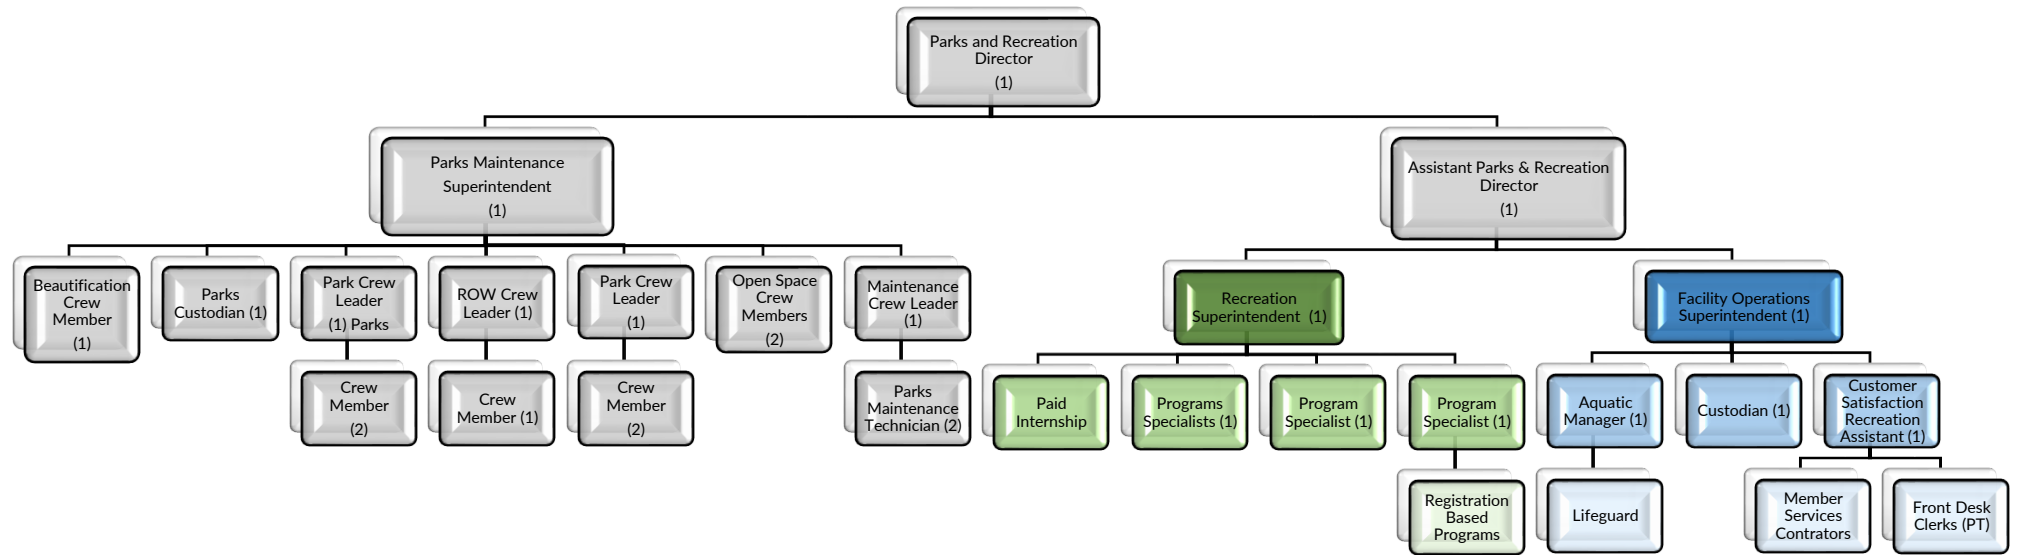 Parks and Recreation
Director
(1)
Parks Maintenance
Superintendent
(1)
Assistant Parks & Recreation
Director
(1)
Beautification
Crew
Member
(1)
Parks
Custodian (1)
Park Crew
Leader
(1) Parks
ROW Crew
Leader (1)
Park Crew
Leader
(1)
Open Space
Crew
Members
(2)
Maintenance
Crew Leader
(1)
Recreation
Superintendent (1)
Facility Operations
Superintendent (1)
Crew
Member
(2)
Crew
Member (1)
Crew
Member
(2)
Parks
Maintenance
Technician (2)
Paid
Internship
Programs
Specialists (1)
Program
Specialist (1)
Program
Specialist (1)
Aquatic
Manager (1)
Custodian (1)
Customer
Satisfaction
Recreation
Assistant (1)
Registration
Based
Programs
Lifeguard
Member
Services
Contrators
Front Desk
Clerks (PT)